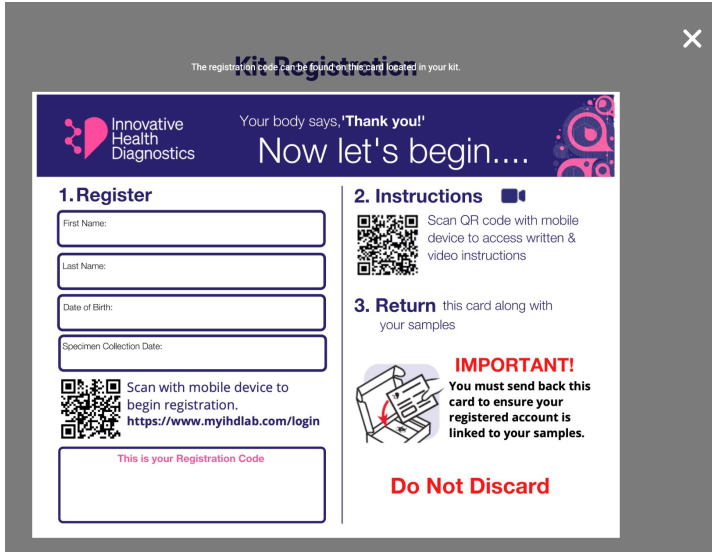 Kit Registration
The registration code can be found on this card located in your kit.
Innovative
Health
Diagnostics
Your body says,'Thank you!'
Now let's begin....
1. Register
First Name:
Last Name:
Date of Birth:
Specimen Collection Date:
Scan with mobile device to
begin registration.
https://www.myihdlab.com/login
This is your Registration Code
2. Instructions
Scan QR code with mobile
device to access written &
video instructions
3. Return this card along with
your samples
IMPORTANT!
You must send back this
card to ensure your
registered account is
linked to your samples.
Do Not Discard